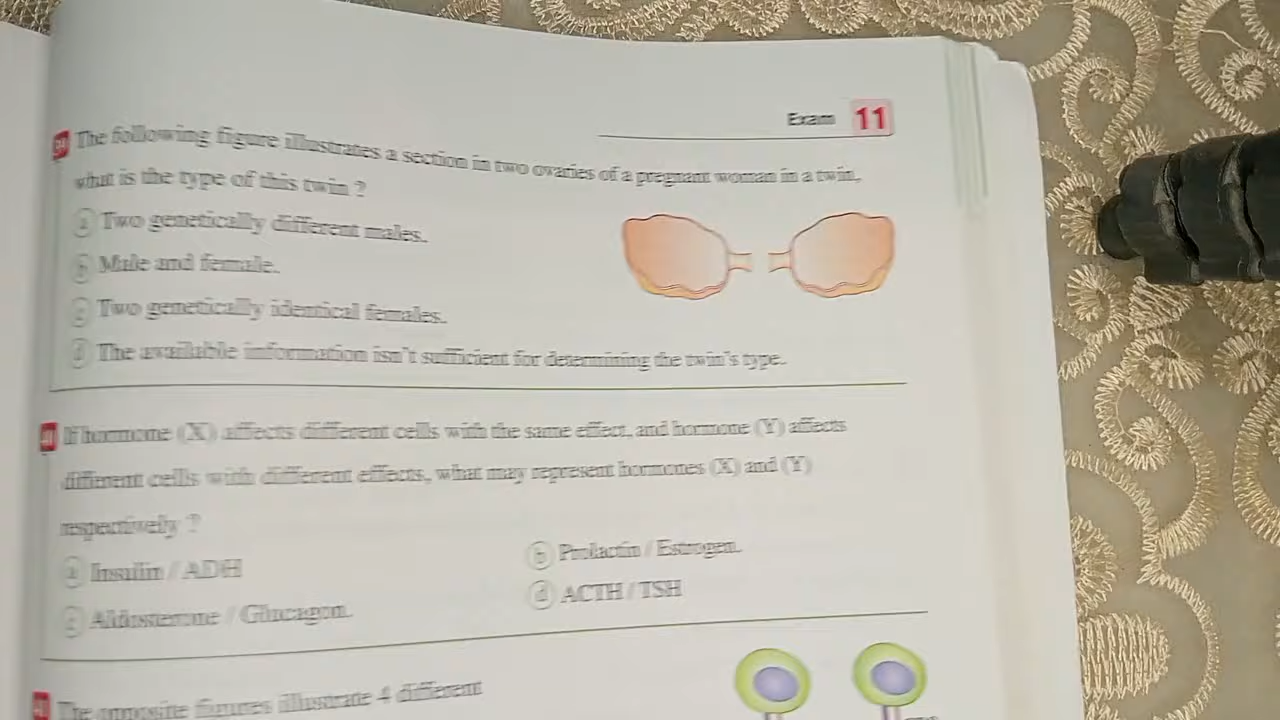 Exam 11
The following figure illustrates a section in two ovaries of a pregnant woman in a twin,
what is the type of this twin ?
a Two genetically different males.
b Male and female.
c Two genetically identical females.
d The available information isn't sufficient for determining the twin's type.
If hormone (X) affects different cells with the same effect, and hormone (Y) affects
different cells with different effects, what may represent hormones (X) and (Y)
respectively ?
a Insulin / ADH
b Prolactin / Estrogen.
c Aldosterone / Glucagon.
d ACTH / TSH
The opposite figures illustrate 4 different